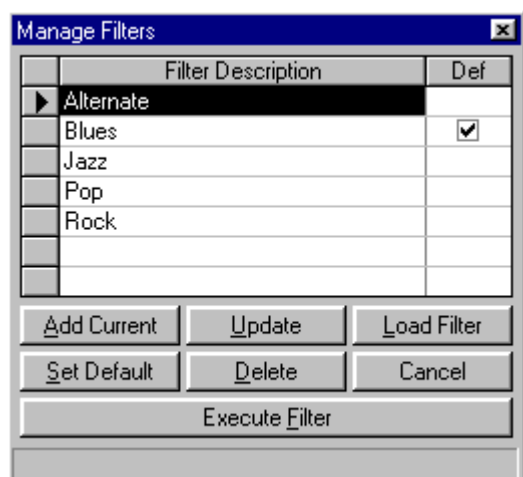 Manage Filters
Filter Description Def
Alternate
Blues
Jazz
Pop
Rock
Add Current Update Load Filter
Set Default Delete Cancel
Execute Filter